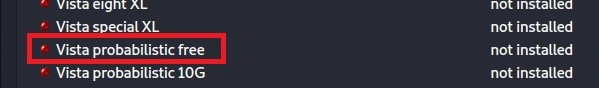 Vista eight XL not installed
Vista special XL not installed
Vista probabilistic free not installed
Vista probabilistic 10G not installed